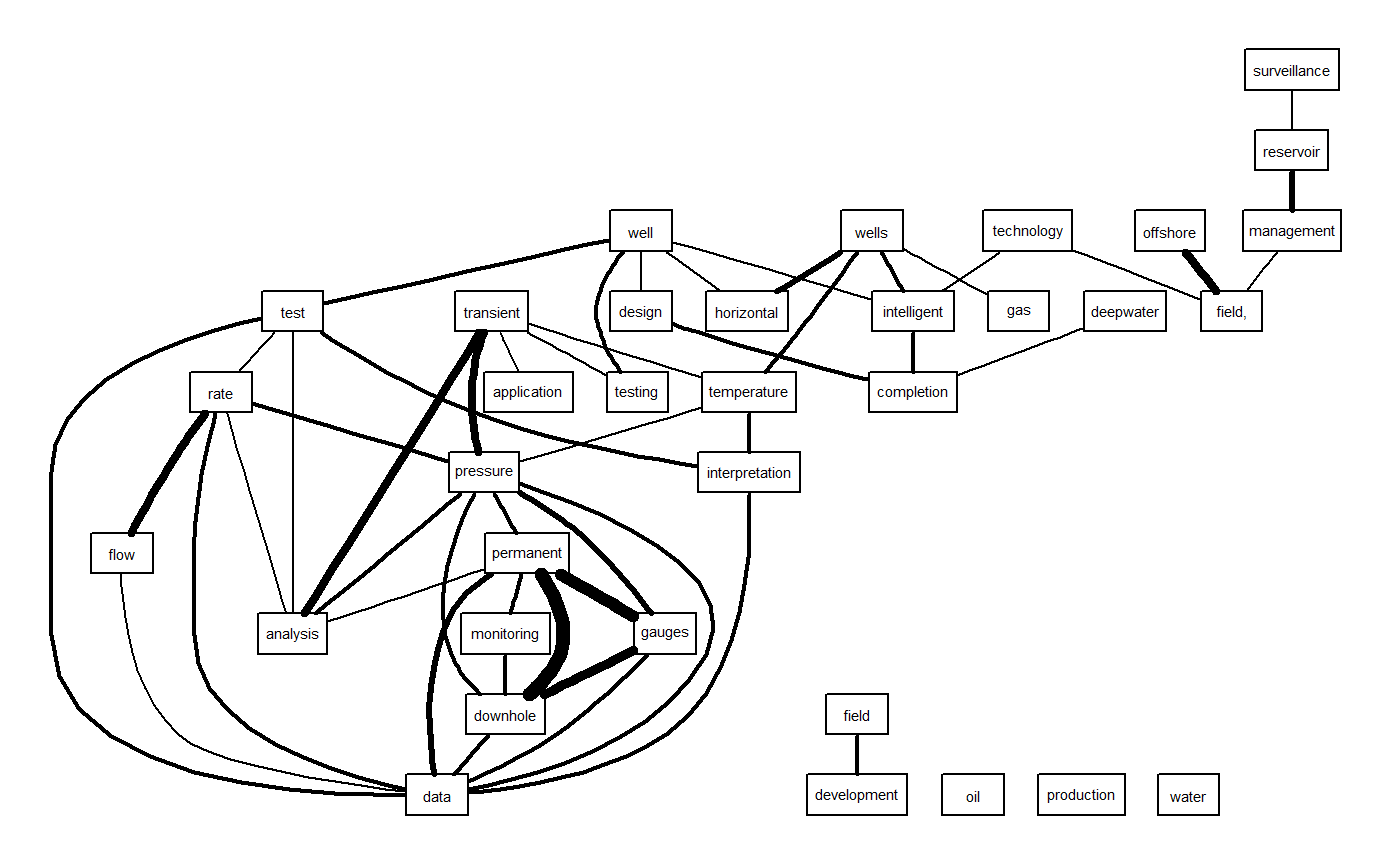 surveillance
reservoir
well
wells
technology
offshore
management
test
transient
design
horizontal
intelligent
gas
deepwater
field,
rate
application
testing
temperature
completion
pressure
interpretation
flow
permanent
analysis
monitoring
gauges
downhole
field
data
development
oil
production
water